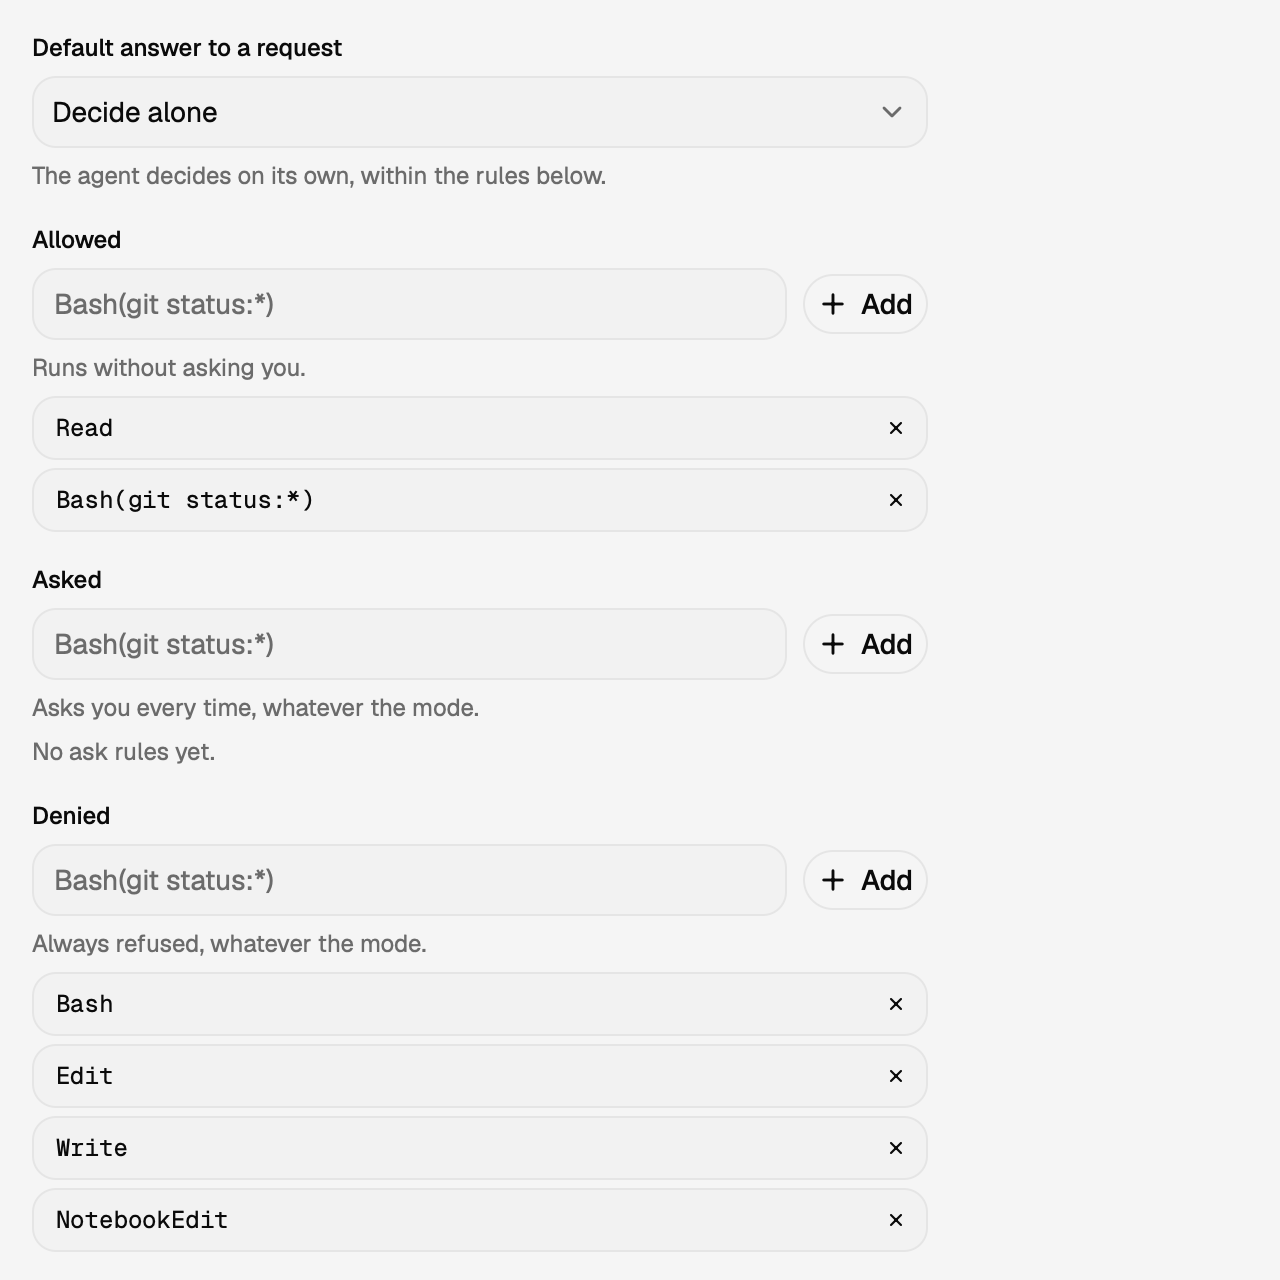 Default answer to a request
Decide alone
The agent decides on its own, within the rules below.
Allowed
Bash(git status:*)
+ Add
Runs without asking you.
Read
Bash(git status:*)
Asked
Bash(git status:*)
+ Add
Asks you every time, whatever the mode.
No ask rules yet.
Denied
Bash(git status:*)
+ Add
Always refused, whatever the mode.
Bash
Edit
Write
NotebookEdit